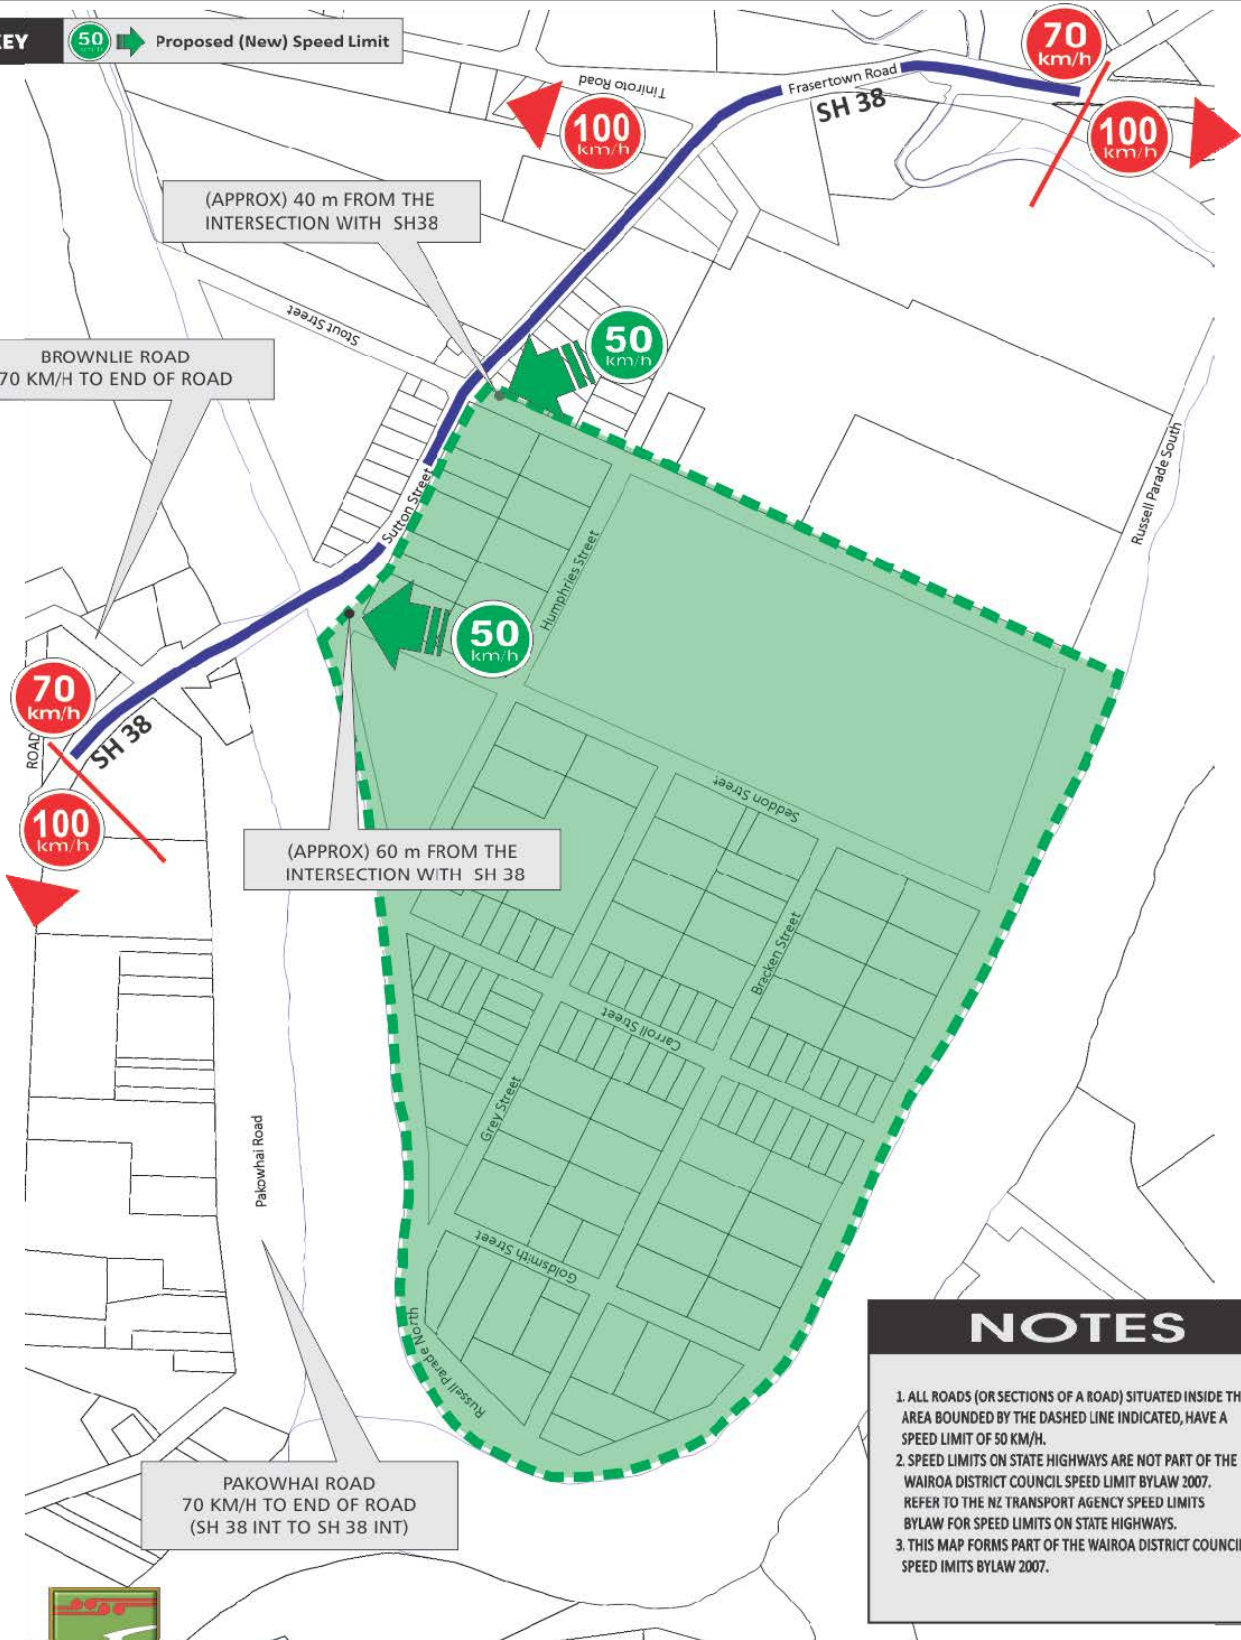 EY
50
km/h
Proposed (New) Speed Limit
70
km/h
Tiniroto Road
Frasertown Road
SH 38
100
km/h
100
km/h
(APPROX) 40 m FROM THE
INTERSECTION WITH SH38
Stout Street
50
km/h
BROWNLIE ROAD
70 KM/H TO END OF ROAD
Sutton Street
Russell Parade South
Humphries Street
50
km/h
70
km/h
ROAD
SH 38
100
km/h
Seddon Street
(APPROX) 60 m FROM THE
INTERSECTION WITH SH 38
Bracken Street
Carroll Street
Grey Street
Pakowhai Road
Goldsmith Street
Russell Parade North
PAKOWHAI ROAD
70 KM/H TO END OF ROAD
(SH 38 INT TO SH 38 INT)
NOTES
1. ALL ROADS (OR SECTIONS OF A ROAD) SITUATED INSIDE TH
AREA BOUNDED BY THE DASHED LINE INDICATED, HAVE A
SPEED LIMIT OF 50 KM/H.
2. SPEED LIMITS ON STATE HIGHWAYS ARE NOT PART OF THE
WAIROA DISTRICT COUNCIL SPEED LIMIT BYLAW 2007.
REFER TO THE NZ TRANSPORT AGENCY SPEED LIMITS
BYLAW FOR SPEED LIMITS ON STATE HIGHWAYS.
3. THIS MAP FORMS PART OF THE WAIROA DISTRICT COUNCI
SPEED IMITS BYLAW 2007.